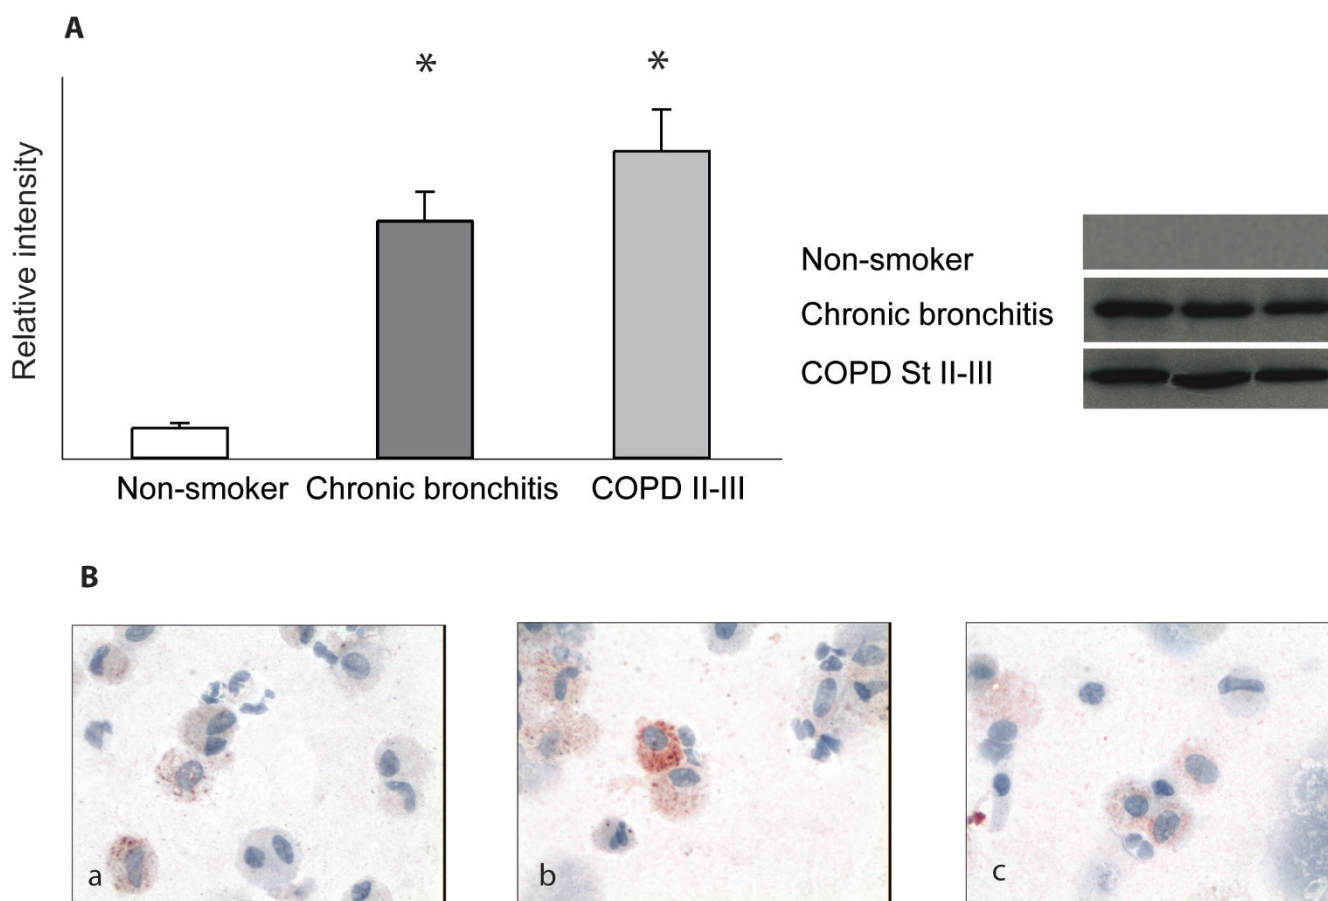 A
*
*
Relative intensity
Non-smoker
Chronic bronchitis
COPD II-III
Non-smoker
Chronic bronchitis
COPD St II-III
B
a
b
c